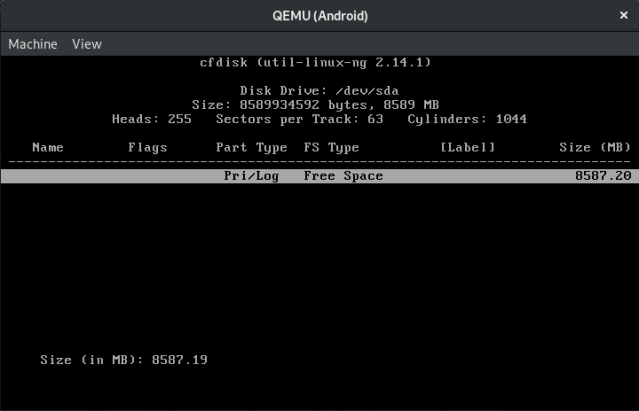 QEMU (Android)
Machine View
cfdisk (util-linux-ng 2.14.1)
Disk Drive: /dev/sda
Size: 8589934592 bytes, 8589 MB
Heads: 255 Sectors per Track: 63 Cylinders: 1044
Name Flags Part Type FS Type [Label] Size (MB)
Pri/Log Free Space 8587.20
Size (in MB): 8587.19